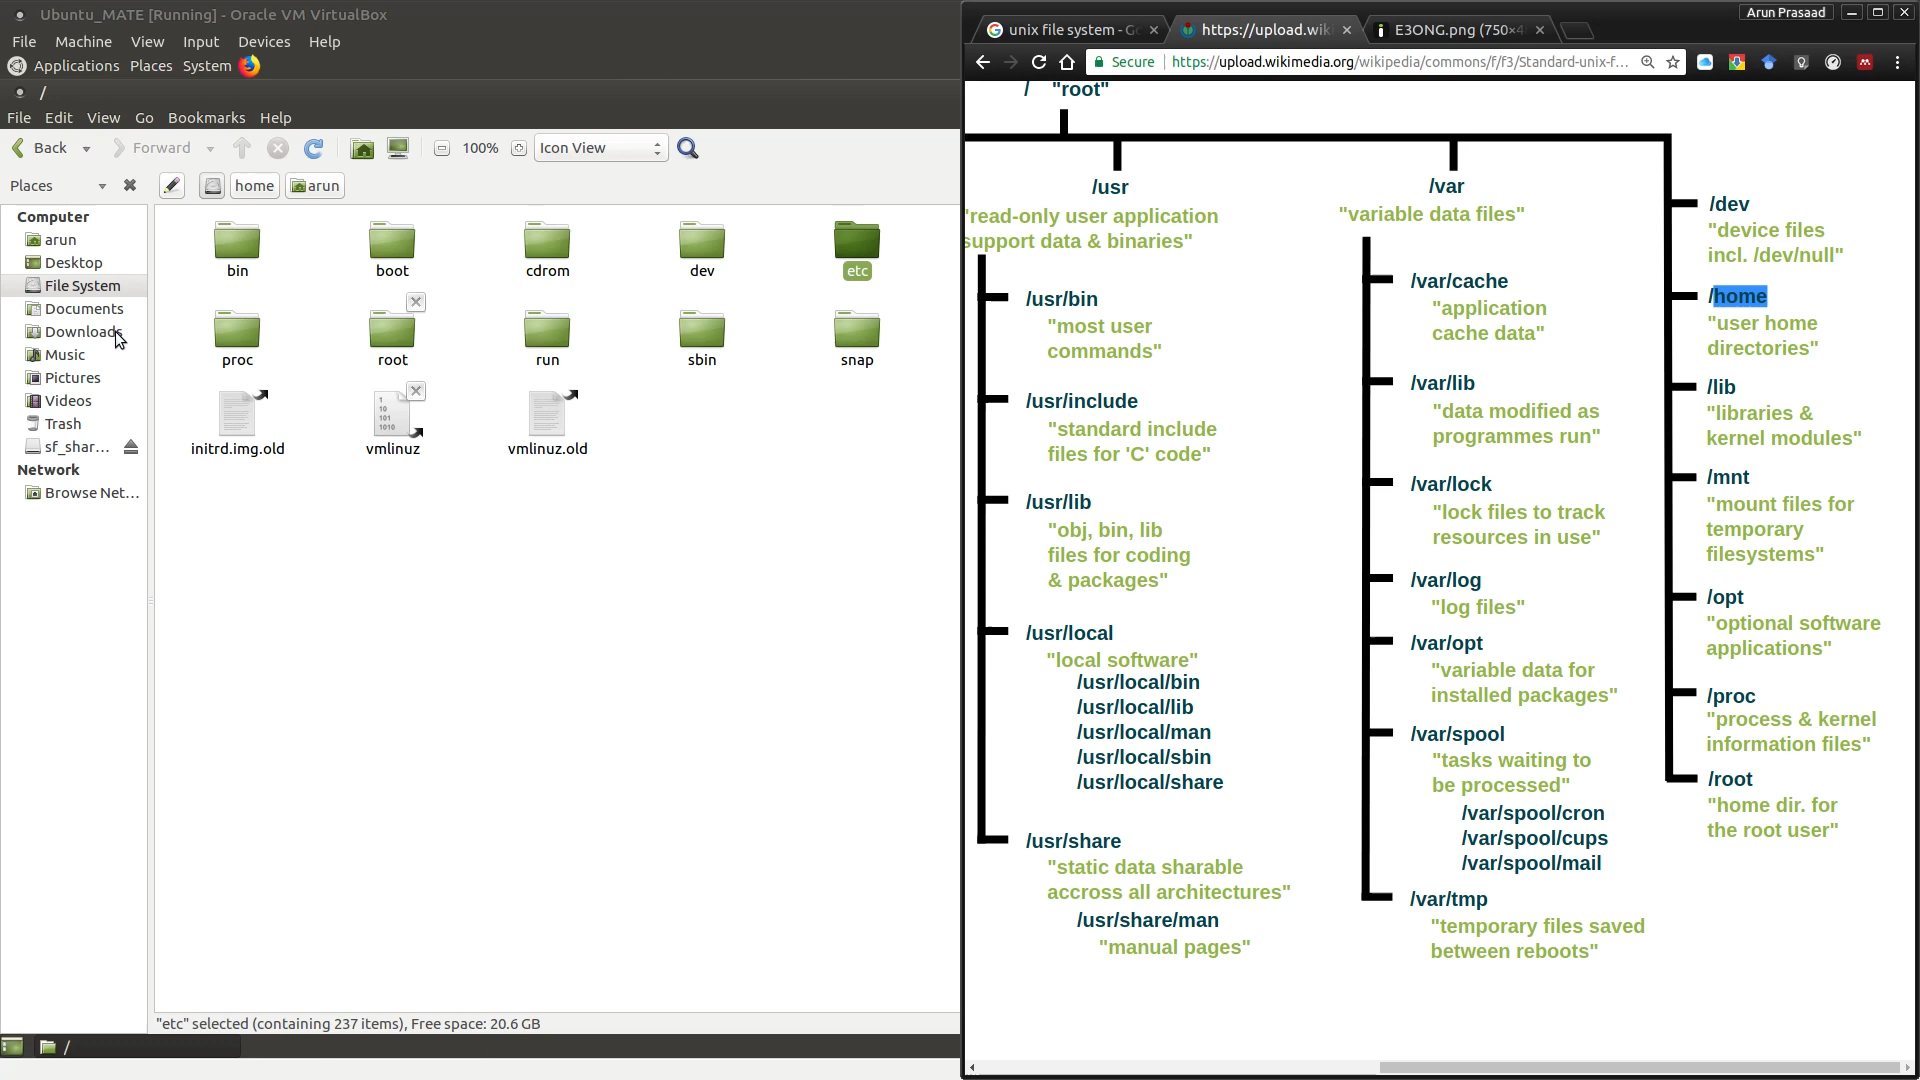 Ubuntu_MATE [Running] - Oracle VM VirtualBox
File Machine View Input Devices Help
Applications Places System
/
File Edit View Go Bookmarks Help
Back Forward 100% Icon View
Places home arun
Computer
arun
Desktop
File System
Documents
Downloads
Music
Pictures
Videos
Trash
sf_shar...
Network
Browse Net...
bin boot cdrom dev etc
proc root run sbin snap
initrd.img.old vmlinuz vmlinuz.old
"etc" selected (containing 237 items), Free space: 20.6 GB
/
Arun Prasaad
unix file system - Go https://upload.wiki E3ONG.png (750×4
Secure https://upload.wikimedia.org/wikipedia/commons/f/f3/Standard-unix-f...
/ "root"
/usr
"read-only user application
support data & binaries"
/usr/bin
"most user
commands"
/usr/include
"standard include
files for 'C' code"
/usr/lib
"obj, bin, lib
files for coding
& packages"
/usr/local
"local software"
/usr/local/bin
/usr/local/lib
/usr/local/man
/usr/local/sbin
/usr/local/share
/usr/share
"static data sharable
accross all architectures"
/usr/share/man
"manual pages"
/var
"variable data files"
/var/cache
"application
cache data"
/var/lib
"data modified as
programmes run"
/var/lock
"lock files to track
resources in use"
/var/log
"log files"
/var/opt
"variable data for
installed packages"
/var/spool
"tasks waiting to
be processed"
/var/spool/cron
/var/spool/cups
/var/spool/mail
/var/tmp
"temporary files saved
between reboots"
/dev
"device files
incl. /dev/null"
/home
"user home
directories"
/lib
"libraries &
kernel modules"
/mnt
"mount files for
temporary
filesystems"
/opt
"optional software
applications"
/proc
"process & kernel
information files"
/root
"home dir. for
the root user"